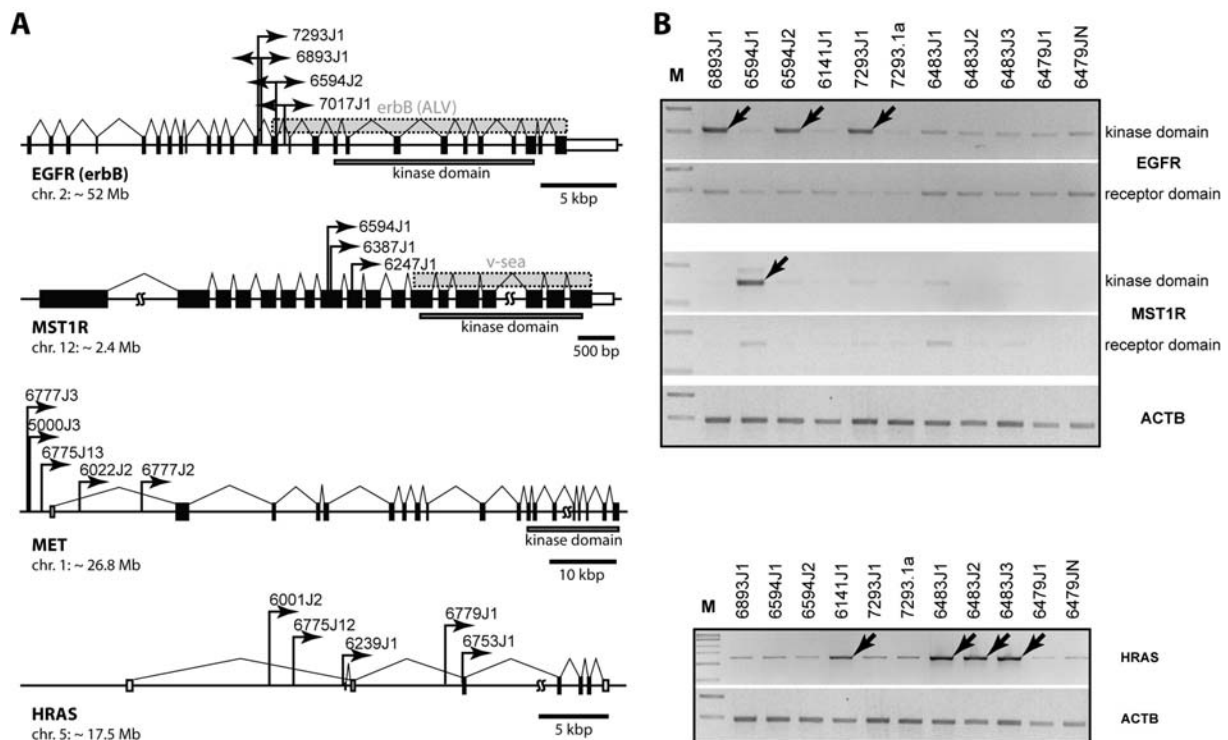 A
7293J1
6893J1
6594J2
7017J1
erbB (ALV)
kinase domain
EGFR (erbB)
chr. 2: ~ 52 Mb
5 kbp
6594J1
6387J1
6247J1
v-sea
kinase domain
MST1R
chr. 12: ~ 2.4 Mb
500 bp
6777J3
5000J3
6775J13
6022J2
6777J2
kinase domain
MET
chr. 1: ~ 26.8 Mb
10 kbp
6001J2
6775J12
6239J1
6779J1
6753J1
HRAS
chr. 5: ~ 17.5 Mb
5 kbp
B
M 6893J1 6594J1 6594J2 6141J1 7293J1 7293.1a 6483J1 6483J2 6483J3 6479J1 6479JN
kinase domain
EGFR
receptor domain
kinase domain
MST1R
receptor domain
ACTB
M 6893J1 6594J1 6594J2 6141J1 7293J1 7293.1a 6483J1 6483J2 6483J3 6479J1 6479JN
HRAS
ACTB